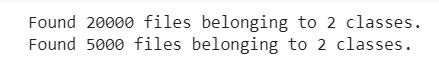 Found 20000 files belonging to 2 classes.
Found 5000 files belonging to 2 classes.